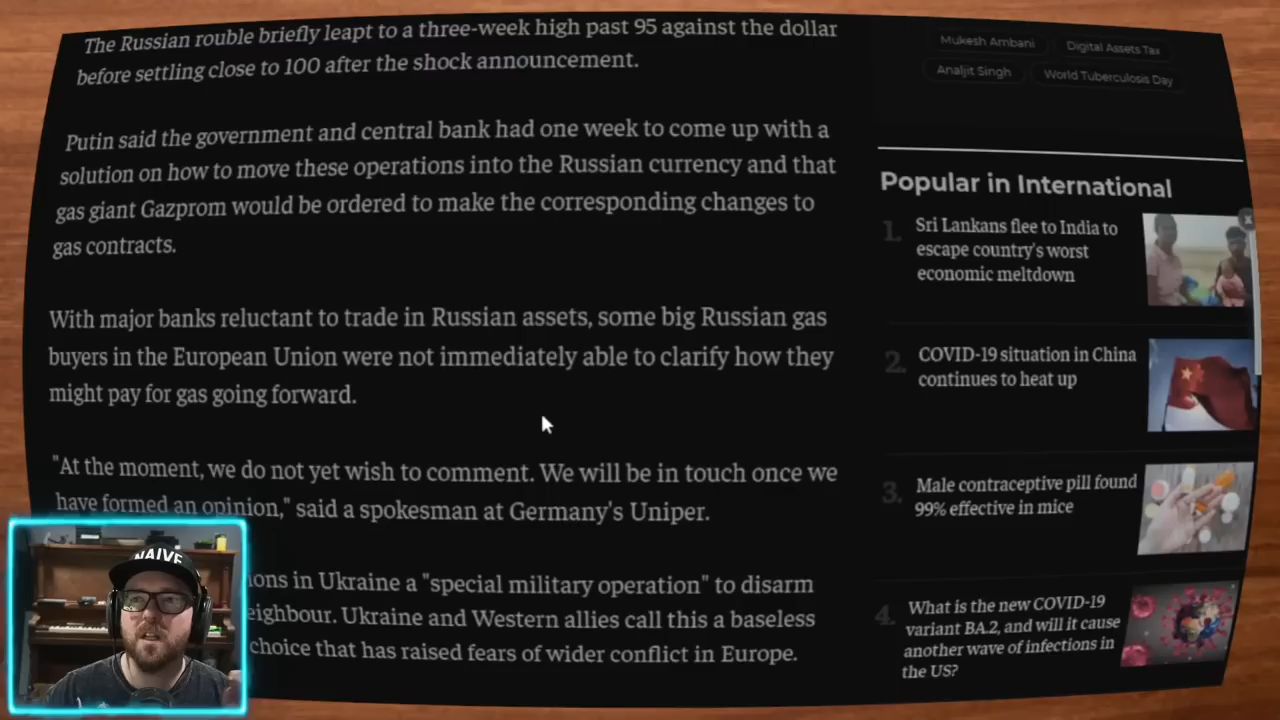 The Russian rouble briefly leapt to a three-week high past 95 against the dollar
before settling close to 100 after the shock announcement.
Putin said the government and central bank had one week to come up with a
solution on how to move these operations into the Russian currency and that
gas giant Gazprom would be ordered to make the corresponding changes to
gas contracts.
With major banks reluctant to trade in Russian assets, some big Russian gas
buyers in the European Union were not immediately able to clarify how they
might pay for gas going forward.
"At the moment, we do not yet wish to comment. We will be in touch once we
have formed an opinion," said a spokesman at Germany's Uniper.
ions in Ukraine a "special military operation" to disarm
eighbour. Ukraine and Western allies call this a baseless
choice that has raised fears of wider conflict in Europe.
Mukesh Ambani
Digital Assets Tax
Analjit Singh
World Tuberculosis Day
Popular in International
1. Sri Lankans flee to India to
escape country's worst
economic meltdown
2. COVID-19 situation in China
continues to heat up
3. Male contraceptive pill found
99% effective in mice
4. What is the new COVID-19
variant BA.2, and will it cause
another wave of infections in
the US?
NAIVE